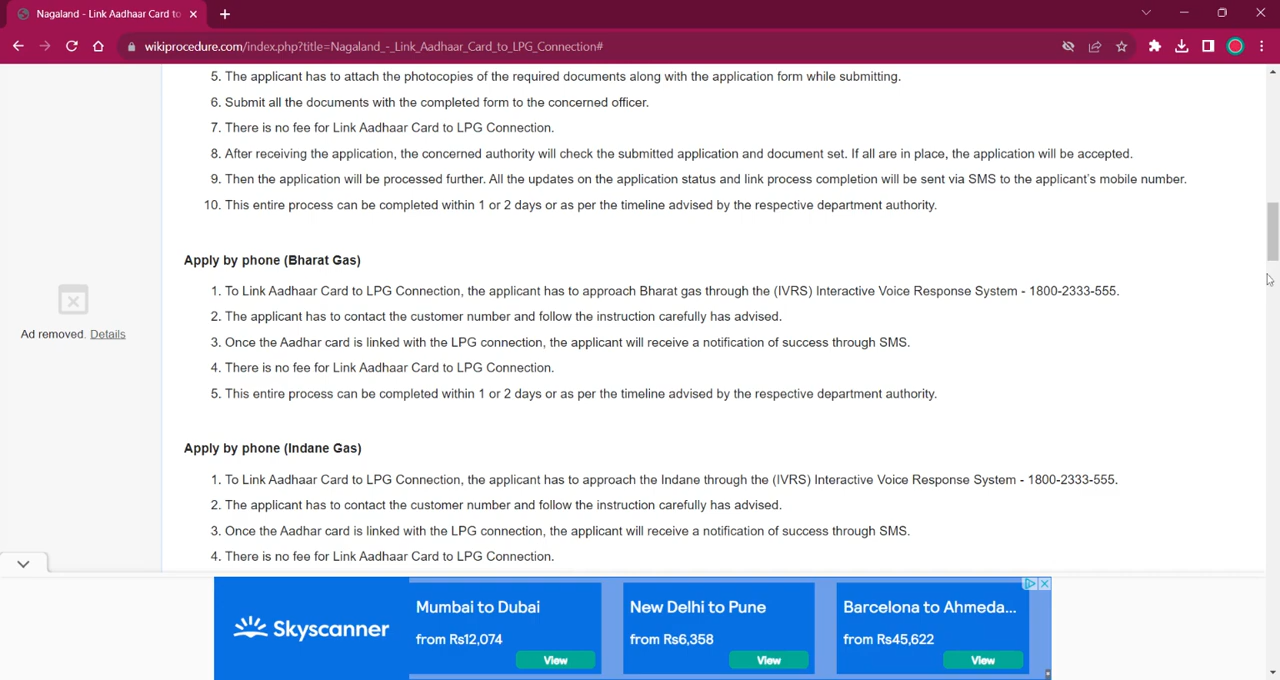 Nagaland - Link Aadhaar Card to
wikiprocedure.com/index.php?title=Nagaland_-_Link_Aadhaar_Card_to_LPG_Connection#
5. The applicant has to attach the photocopies of the required documents along with the application form while submitting.
6. Submit all the documents with the completed form to the concerned officer.
7. There is no fee for Link Aadhaar Card to LPG Connection.
8. After receiving the application, the concerned authority will check the submitted application and document set. If all are in place, the application will be accepted.
9. Then the application will be processed further. All the updates on the application status and link process completion will be sent via SMS to the applicant's mobile number.
10. This entire process can be completed within 1 or 2 days or as per the timeline advised by the respective department authority.
Apply by phone (Bharat Gas)
1. To Link Aadhaar Card to LPG Connection, the applicant has to approach Bharat gas through the (IVRS) Interactive Voice Response System - 1800-2333-555.
2. The applicant has to contact the customer number and follow the instruction carefully has advised.
3. Once the Aadhar card is linked with the LPG connection, the applicant will receive a notification of success through SMS.
4. There is no fee for Link Aadhaar Card to LPG Connection.
5. This entire process can be completed within 1 or 2 days or as per the timeline advised by the respective department authority.
Ad removed. Details
Apply by phone (Indane Gas)
1. To Link Aadhaar Card to LPG Connection, the applicant has to approach the Indane through the (IVRS) Interactive Voice Response System - 1800-2333-555.
2. The applicant has to contact the customer number and follow the instruction carefully has advised.
3. Once the Aadhar card is linked with the LPG connection, the applicant will receive a notification of success through SMS.
4. There is no fee for Link Aadhaar Card to LPG Connection.
Skyscanner
Mumbai to Dubai
from Rs12,074
View
New Delhi to Pune
from Rs6,358
View
Barcelona to Ahmeda...
from Rs45,622
View